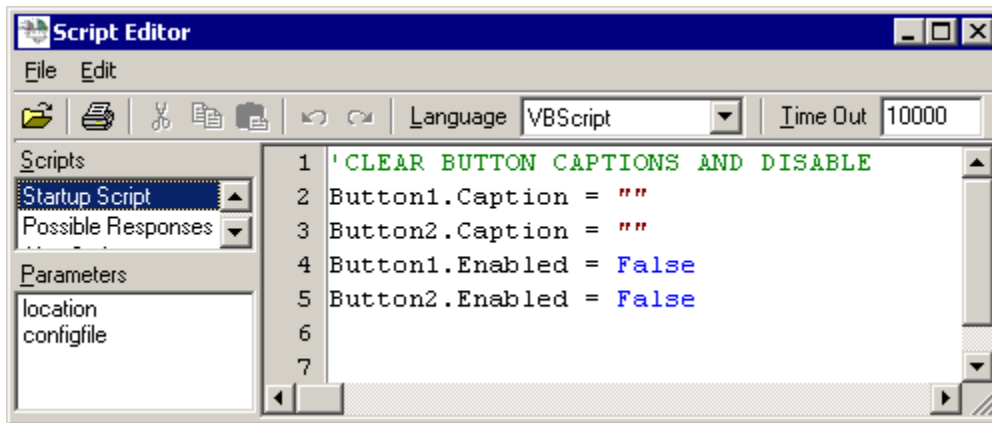 Script Editor
File Edit
Language VBScript Time Out 10000
Scripts
Startup Script
Possible Responses
Parameters
location
configfile
1 'CLEAR BUTTON CAPTIONS AND DISABLE
2 Button1.Caption = ""
3 Button2.Caption = ""
4 Button1.Enabled = False
5 Button2.Enabled = False
6
7